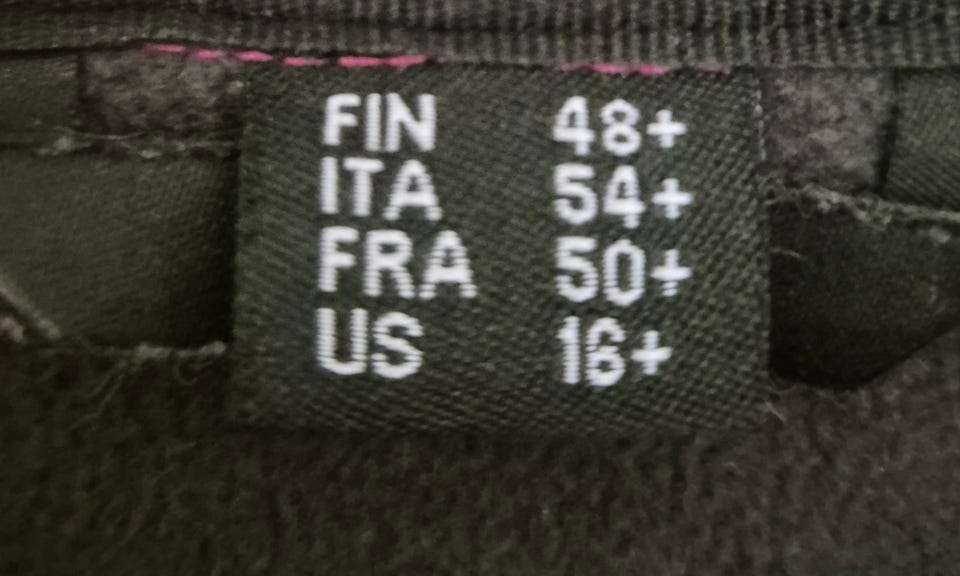 FIN 48+
ITA 54+
FRA 50+
US 16+